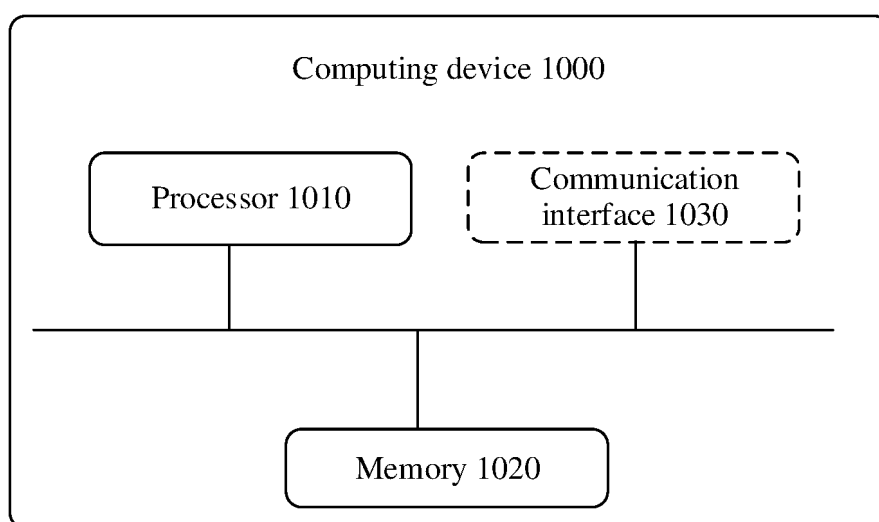 Computing device 1000
Processor 1010
Communication
interface 1030
Memory 1020